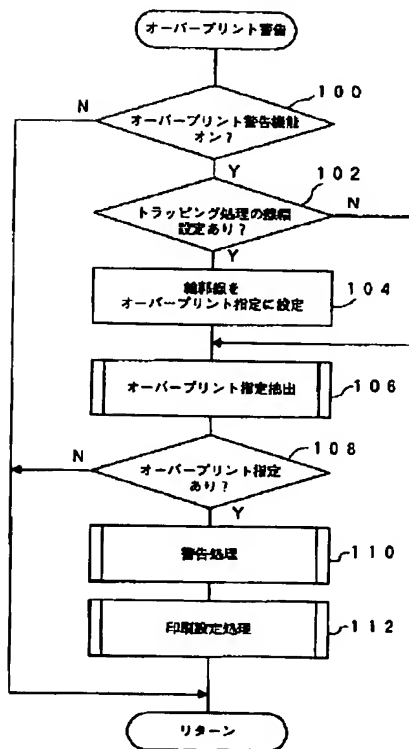 オーバープリント警告
100
N
オーバープリント警告機能
オン?
Y
102
トラッピング処理の線幅
設定あり?
Y
輪郭線を
オーバープリント指定に設定
104
オーバープリント指定抽出
106
108
N
オーバープリント指定
あり?
Y
警告処理
110
印刷設定処理
112
リターン